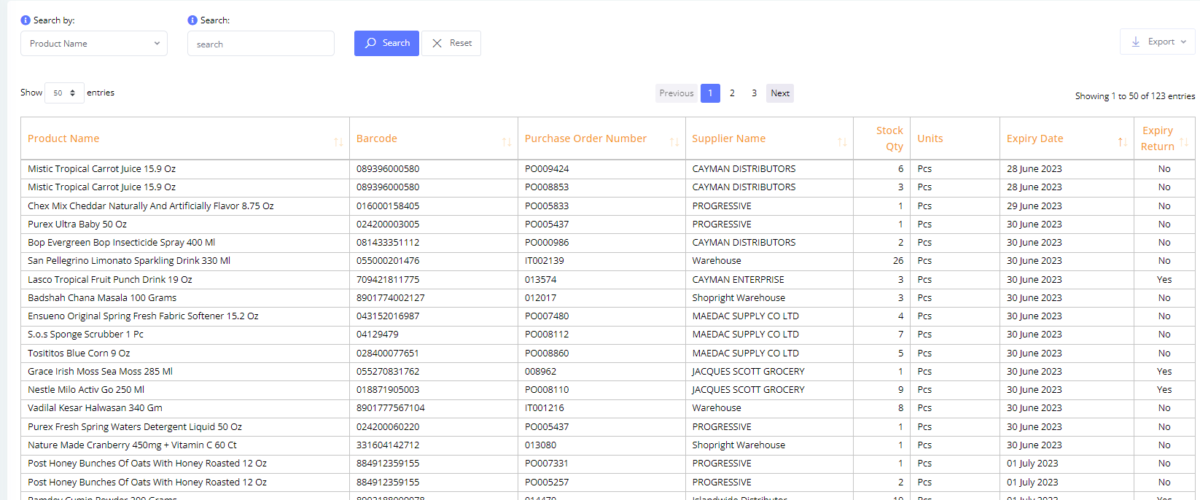 Search by:
Search:
Product Name
search
Search
Reset
Export
Show 50 entries
Previous 1 2 3 Next
Showing 1 to 50 of 123 entries
Product Name Barcode Purchase Order Number Supplier Name Stock Qty Units Expiry Date Expiry Return
Mistic Tropical Carrot Juice 15.9 Oz 089396000580 PO009424 CAYMAN DISTRIBUTORS 6 Pcs 28 June 2023 No
Mistic Tropical Carrot Juice 15.9 Oz 089396000580 PO008853 CAYMAN DISTRIBUTORS 3 Pcs 28 June 2023 No
Chex Mix Cheddar Naturally And Artificially Flavor 8.75 Oz 016000158405 PO005833 PROGRESSIVE 1 Pcs 29 June 2023 No
Purex Ultra Baby 50 Oz 024200003005 PO005437 PROGRESSIVE 1 Pcs 30 June 2023 No
Bop Evergreen Bop Insecticide Spray 400 Ml 081433351112 PO000986 CAYMAN DISTRIBUTORS 2 Pcs 30 June 2023 No
San Pellegrino Limonato Sparkling Drink 330 Ml 055000201476 IT002139 Warehouse 26 Pcs 30 June 2023 No
Lasco Tropical Fruit Punch Drink 19 Oz 709421811775 013574 CAYMAN ENTERPRISE 3 Pcs 30 June 2023 Yes
Badshah Chana Masala 100 Grams 8901774002127 012017 Shopright Warehouse 3 Pcs 30 June 2023 No
Ensueno Original Spring Fresh Fabric Softener 15.2 Oz 043152016987 PO007480 MAEDAC SUPPLY CO LTD 4 Pcs 30 June 2023 No
S.o.s Sponge Scrubber 1 Pc 04129479 PO008112 MAEDAC SUPPLY CO LTD 7 Pcs 30 June 2023 No
Tosititos Blue Corn 9 Oz 028400077651 PO008860 MAEDAC SUPPLY CO LTD 5 Pcs 30 June 2023 No
Grace Irish Moss Sea Moss 285 Ml 055270831762 008962 JACQUES SCOTT GROCERY 1 Pcs 30 June 2023 Yes
Nestle Milo Activ Go 250 Ml 018871905003 PO008110 JACQUES SCOTT GROCERY 9 Pcs 30 June 2023 Yes
Vadilal Kesar Halwasan 340 Gm 8901777567104 IT001216 Warehouse 8 Pcs 30 June 2023 No
Purex Fresh Spring Waters Detergent Liquid 50 Oz 024200060220 PO005437 PROGRESSIVE 1 Pcs 30 June 2023 No
Nature Made Cranberry 450mg + Vitamin C 60 Ct 331604142712 013080 Shopright Warehouse 1 Pcs 30 June 2023 No
Post Honey Bunches Of Oats With Honey Roasted 12 Oz 884912359155 PO007331 PROGRESSIVE 1 Pcs 01 July 2023 No
Post Honey Bunches Of Oats With Honey Roasted 12 Oz 884912359155 PO005257 PROGRESSIVE 2 Pcs 01 July 2023 No